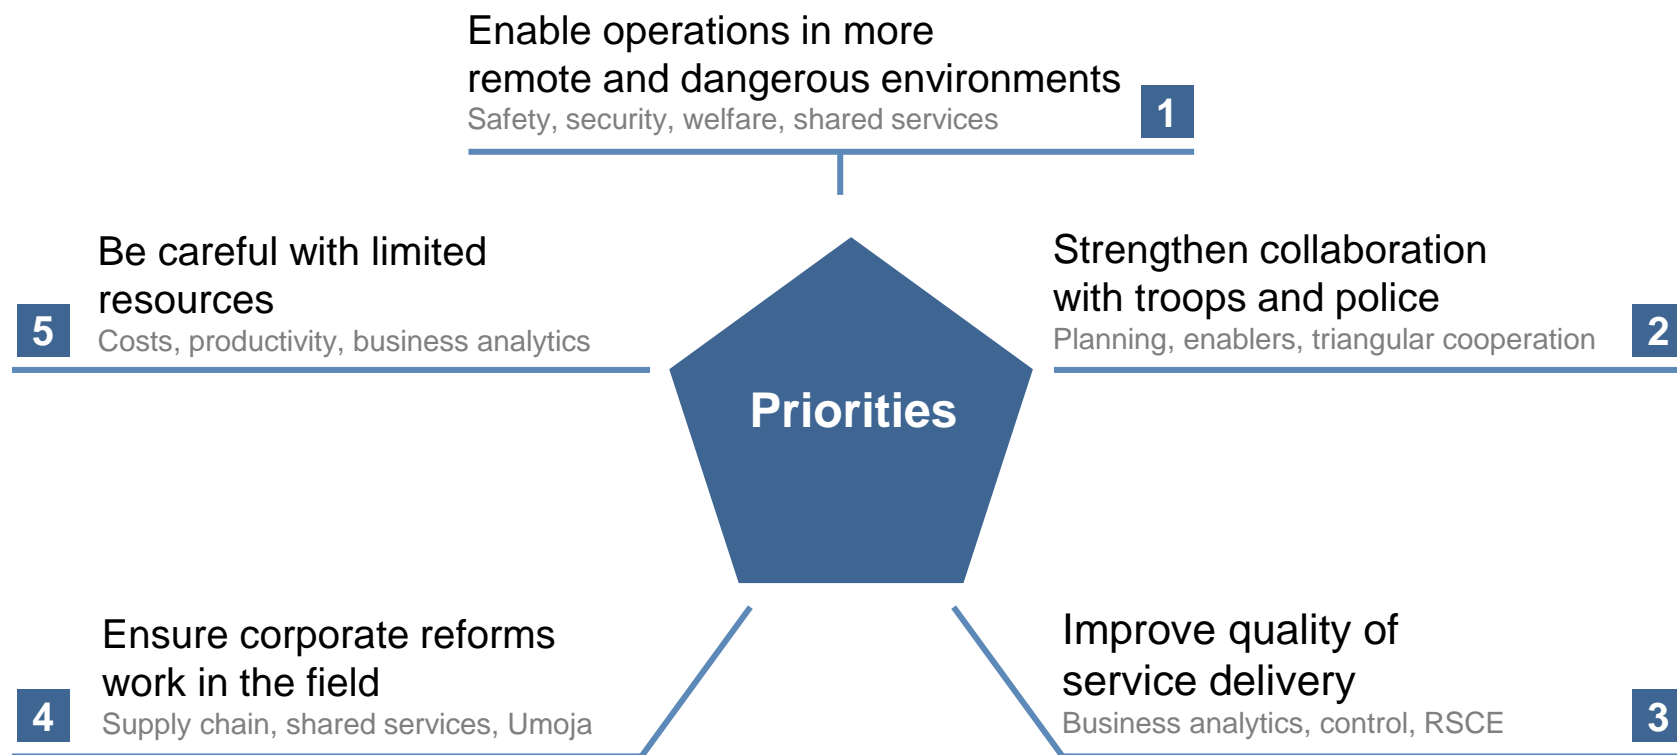 Enable operations in more
remote and dangerous environments
Safety, security, welfare, shared services
1
Strengthen collaboration
with troops and police
Planning, enablers, triangular cooperation
2
Improve quality of
service delivery
Business analytics, control, RSCE
3
Ensure corporate reforms
work in the field
Supply chain, shared services, Umoja
4
Be careful with limited
resources
Costs, productivity, business analytics
5
Priorities